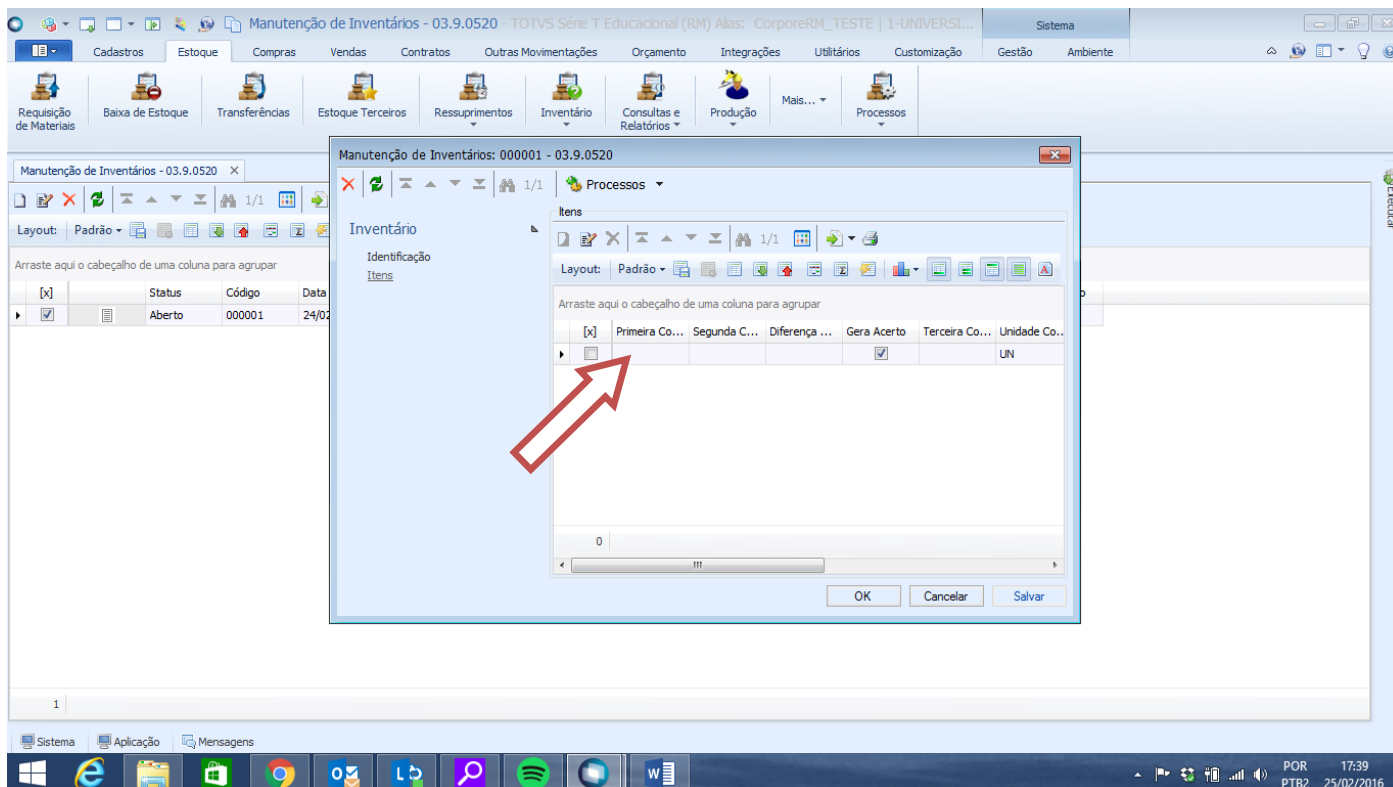 Manutenção de Inventários - 03.9.0520 - TOTVS Série T Educacional (RM) Alias: CorporeRM_TESTE | 1-UNIVERSI... Sistema
Cadastros Estoque Compras Vendas Contratos Outras Movimentações Orçamento Integrações Utilitários Customização Gestão Ambiente
Requisição de Materiais
Baixa de Estoque
Transferências
Estoque Terceiros
Ressuprimentos
Inventário
Consultas e Relatórios
Produção
Mais...
Processos
Manutenção de Inventários - 03.9.0520
1/1
Layout: Padrão
Arraste aqui o cabeçalho de uma coluna para agrupar
[x] Status Código Data
Aberto 000001 24/02
1
Manutenção de Inventários: 000001 - 03.9.0520
1/1 Processos
Inventário
Identificação
Itens
Itens
1/1
Layout: Padrão
Arraste aqui o cabeçalho de uma coluna para agrupar
[x] Primeira Co... Segunda C... Diferença ... Gera Acerto Terceira Co... Unidade Co...
UN
0
OK Cancelar Salvar
Executar
Sistema Aplicação Mensagens
POR 17:39
PTB2 25/02/2016